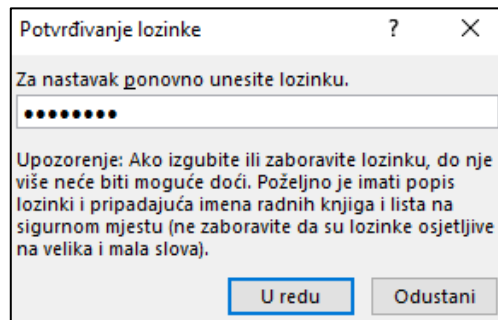 Potvrđivanje lozinke
Za nastavak ponovno unesite lozinku.
Upozorenje: Ako izgubite ili zaboravite lozinku, do nje
više neće biti moguće doći. Poželjno je imati popis
lozinki i pripadajuća imena radnih knjiga i lista na
sigurnom mjestu (ne zaboravite da su lozinke osjetljive
na velika i mala slova).
U redu
Odustani